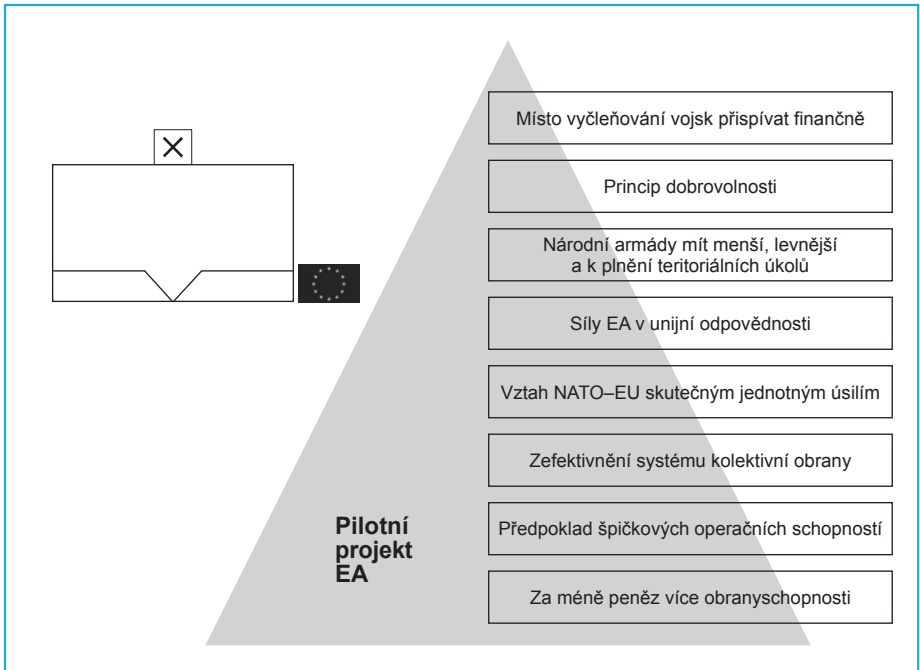 Místo vyčleňování vojsk přispívat finančně
Princip dobrovolnosti
Národní armády mít menší, levnější
a k plnění teritoriálních úkolů
Síly EA v unijní odpovědnosti
Vztah NATO–EU skutečným jednotným úsilím
Zefektivnění systému kolektivní obrany
Předpoklad špičkových operačních schopností
Za méně peněz více obranyschopnosti
Pilotní
projekt
EA